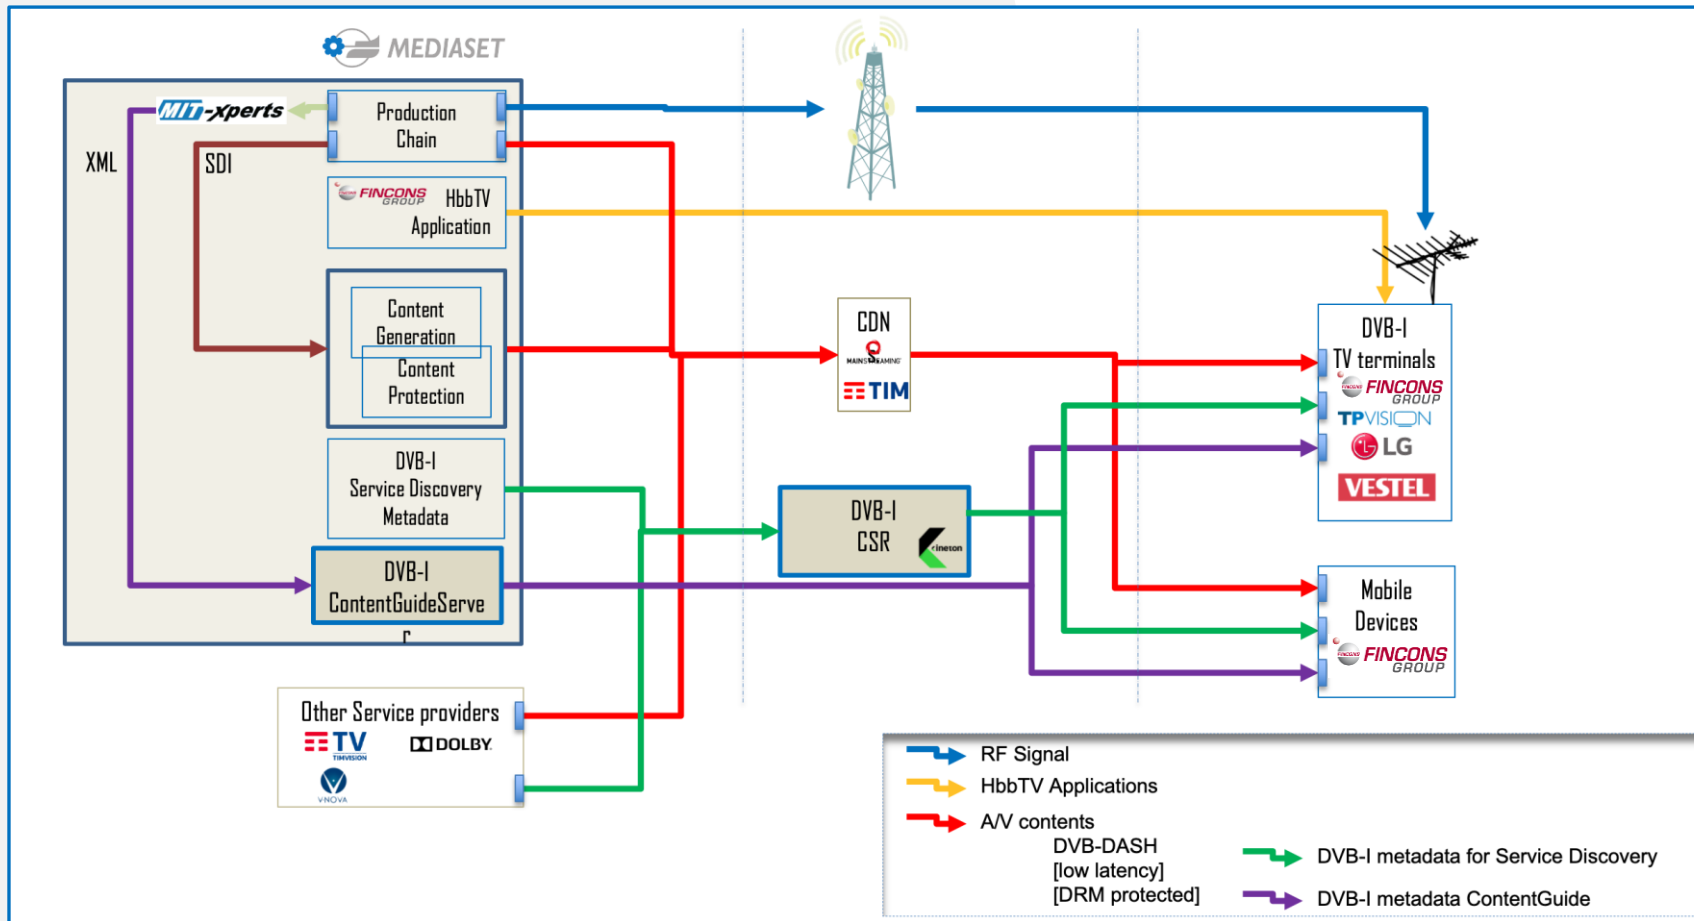 MEDIASET
MIT-xperts
Production
Chain
XML
SDI
FINCONS
GROUP
HbbTV
Application
Content
Generation
Content
Protection
DVB-I
Service Discovery
Metadata
DVB-I
ContentGuideServe
r
Other Service providers
TV
TIMVISION
DOLBY
V-NOVA
CDN
s
MAINSTREAMING
TIM
DVB-I
CSR
kineton
DVB-I
TV terminals
FINCONS
GROUP
TPVISION
LG
VESTEL
Mobile
Devices
FINCONS
GROUP
RF Signal
HbbTV Applications
A/V contents
DVB-DASH
[low latency]
[DRM protected]
DVB-I metadata for Service Discovery
DVB-I metadata ContentGuide